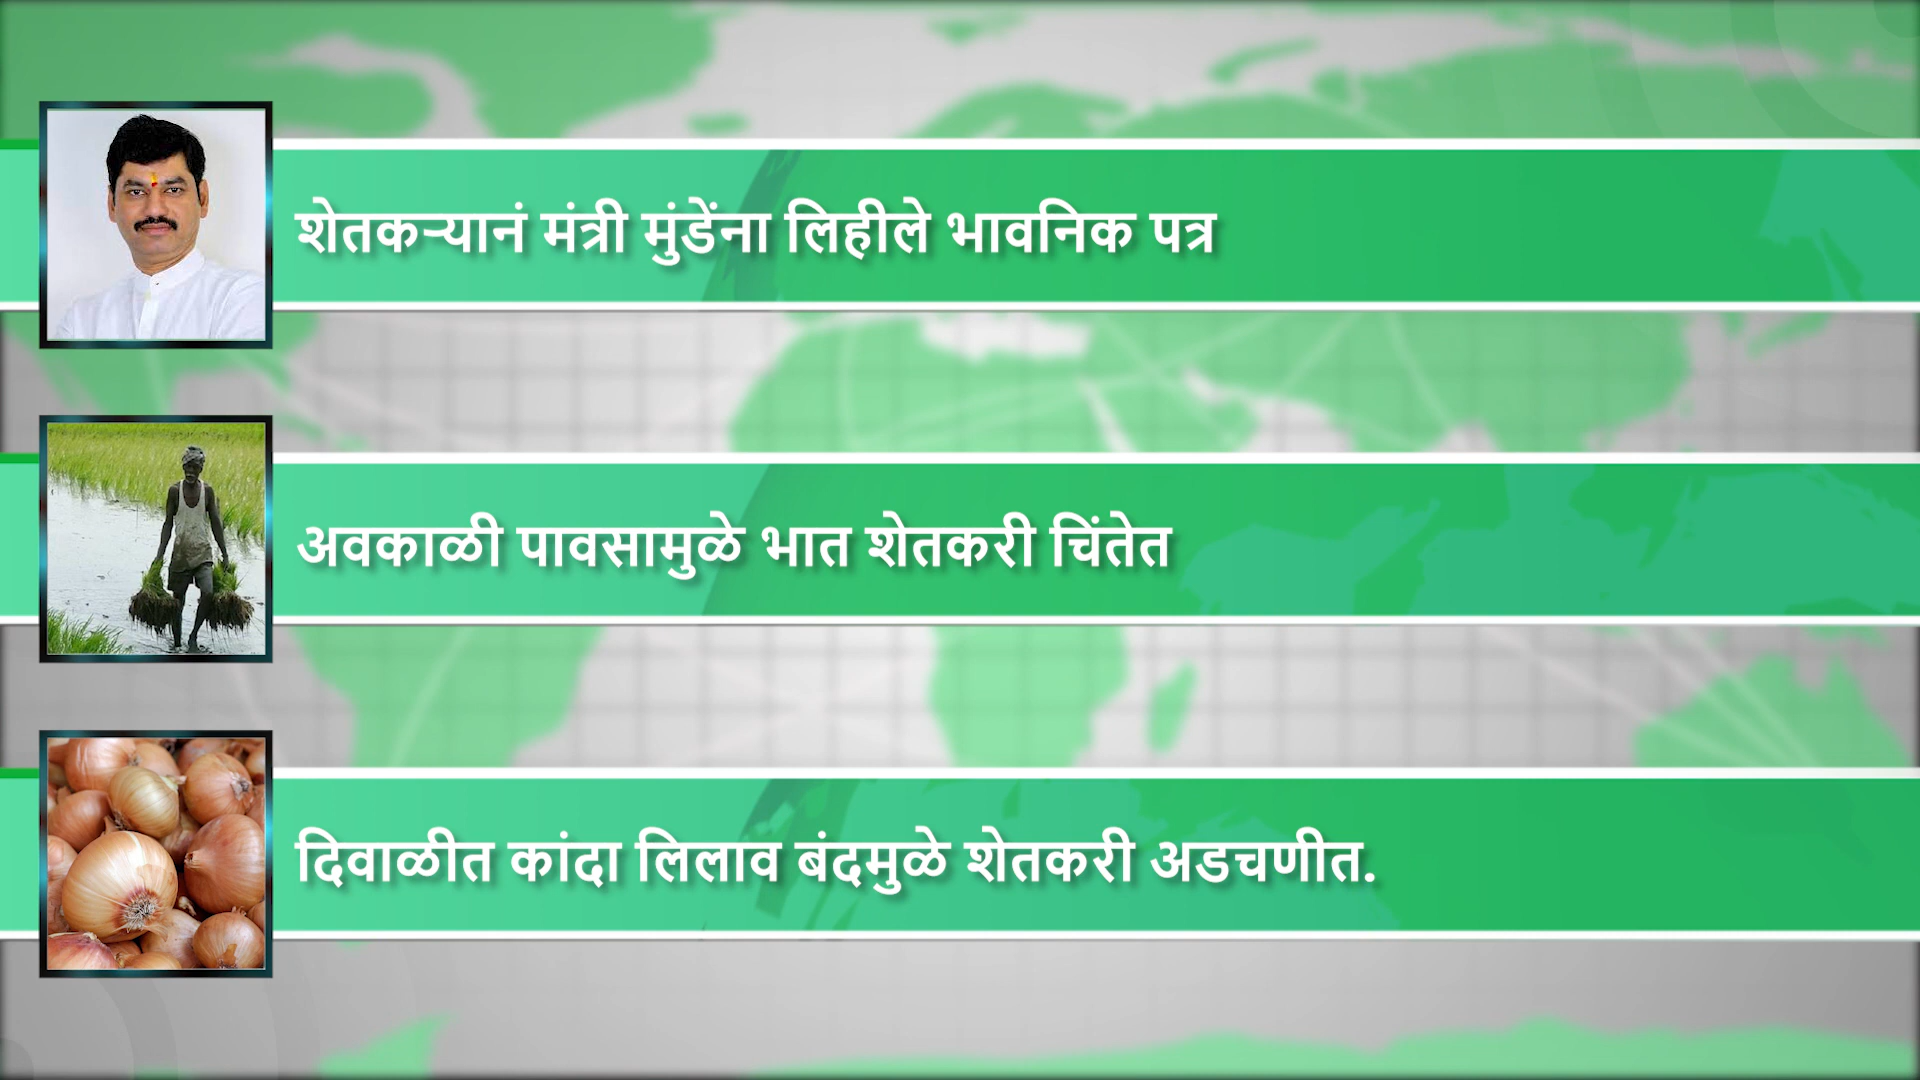 शेतकऱ्यानं मंत्री मुंडेंना लिहीले भावनिक पत्र
अवकाळी पावसामुळे भात शेतकरी चिंतेत
दिवाळीत कांदा लिलाव बंदमुळे शेतकरी अडचणीत.